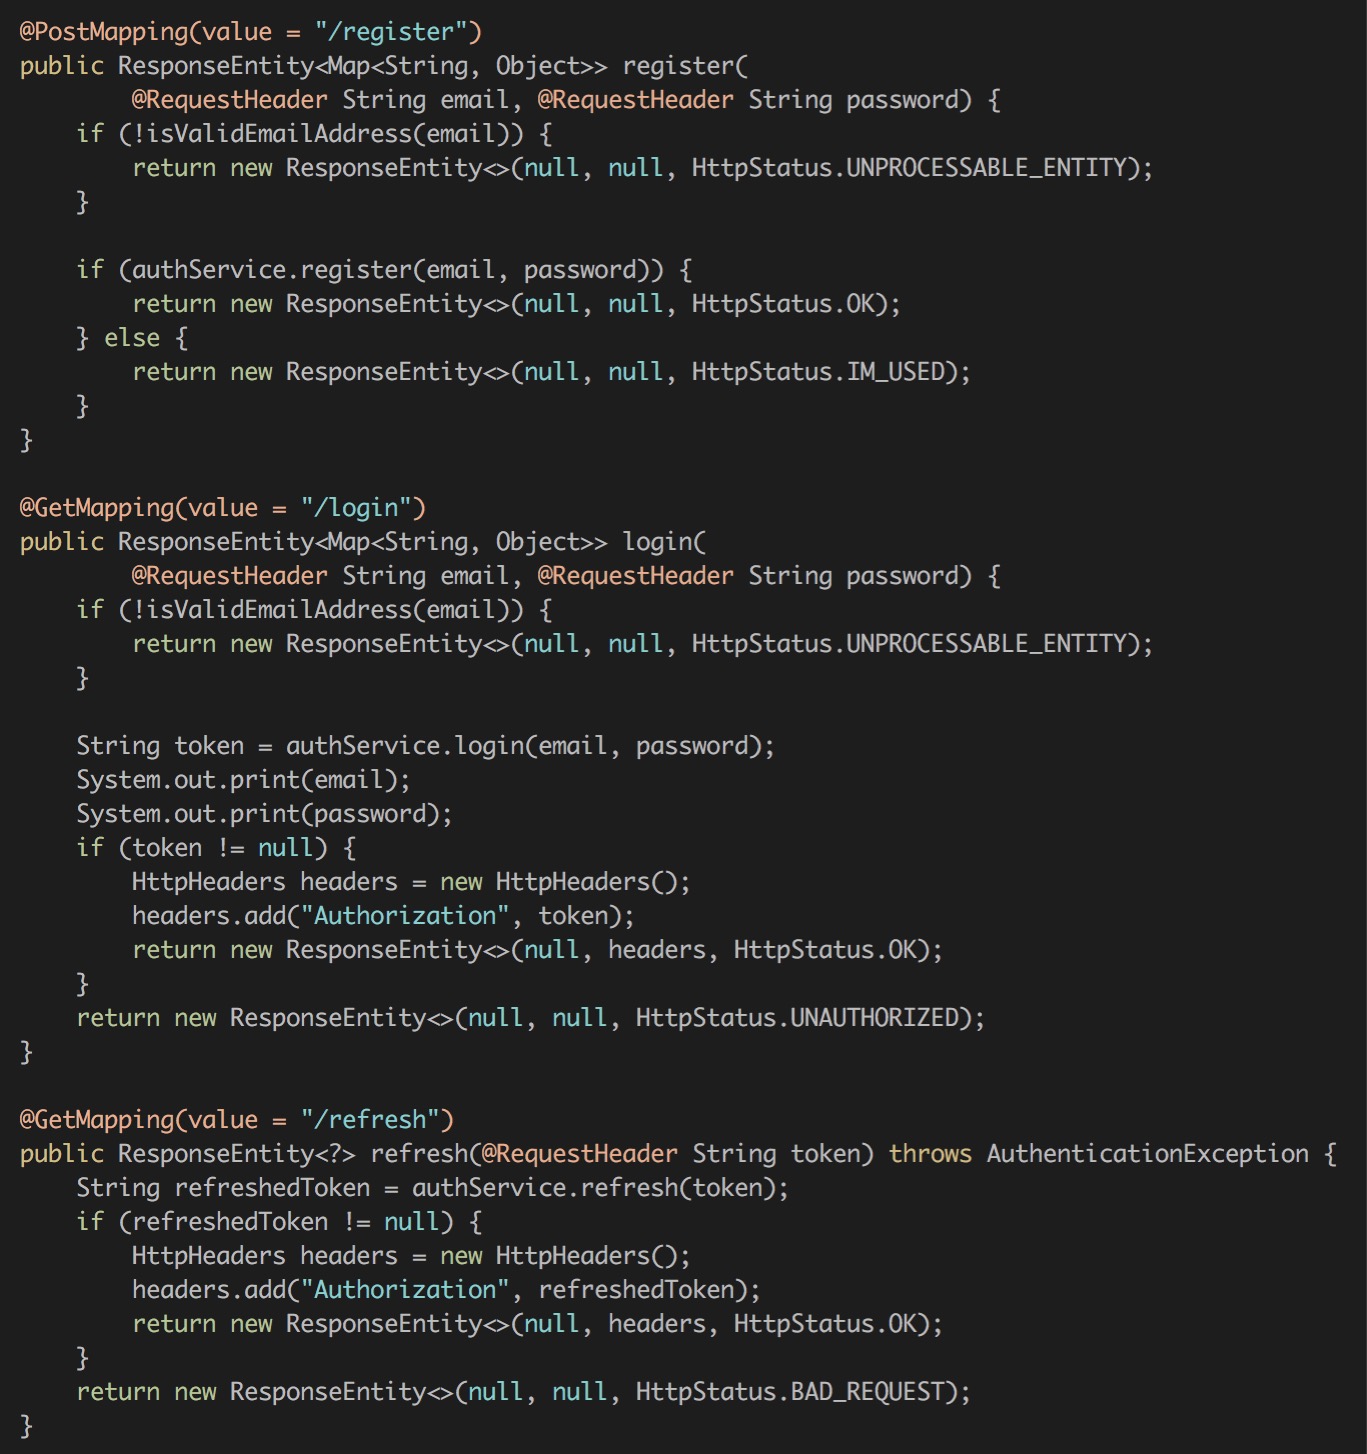 @PostMapping(value = "/register")
public ResponseEntity<Map<String, Object>> register(
        @RequestHeader String email, @RequestHeader String password) {
    if (!isValidEmailAddress(email)) {
        return new ResponseEntity<>(null, null, HttpStatus.UNPROCESSABLE_ENTITY);
    }

    if (authService.register(email, password)) {
        return new ResponseEntity<>(null, null, HttpStatus.OK);
    } else {
        return new ResponseEntity<>(null, null, HttpStatus.IM_USED);
    }
}

@GetMapping(value = "/login")
public ResponseEntity<Map<String, Object>> login(
        @RequestHeader String email, @RequestHeader String password) {
    if (!isValidEmailAddress(email)) {
        return new ResponseEntity<>(null, null, HttpStatus.UNPROCESSABLE_ENTITY);
    }

    String token = authService.login(email, password);
    System.out.print(email);
    System.out.print(password);
    if (token != null) {
        HttpHeaders headers = new HttpHeaders();
        headers.add("Authorization", token);
        return new ResponseEntity<>(null, headers, HttpStatus.OK);
    }
    return new ResponseEntity<>(null, null, HttpStatus.UNAUTHORIZED);
}

@GetMapping(value = "/refresh")
public ResponseEntity<?> refresh(@RequestHeader String token) throws AuthenticationException {
    String refreshedToken = authService.refresh(token);
    if (refreshedToken != null) {
        HttpHeaders headers = new HttpHeaders();
        headers.add("Authorization", refreshedToken);
        return new ResponseEntity<>(null, headers, HttpStatus.OK);
    }
    return new ResponseEntity<>(null, null, HttpStatus.BAD_REQUEST);
}